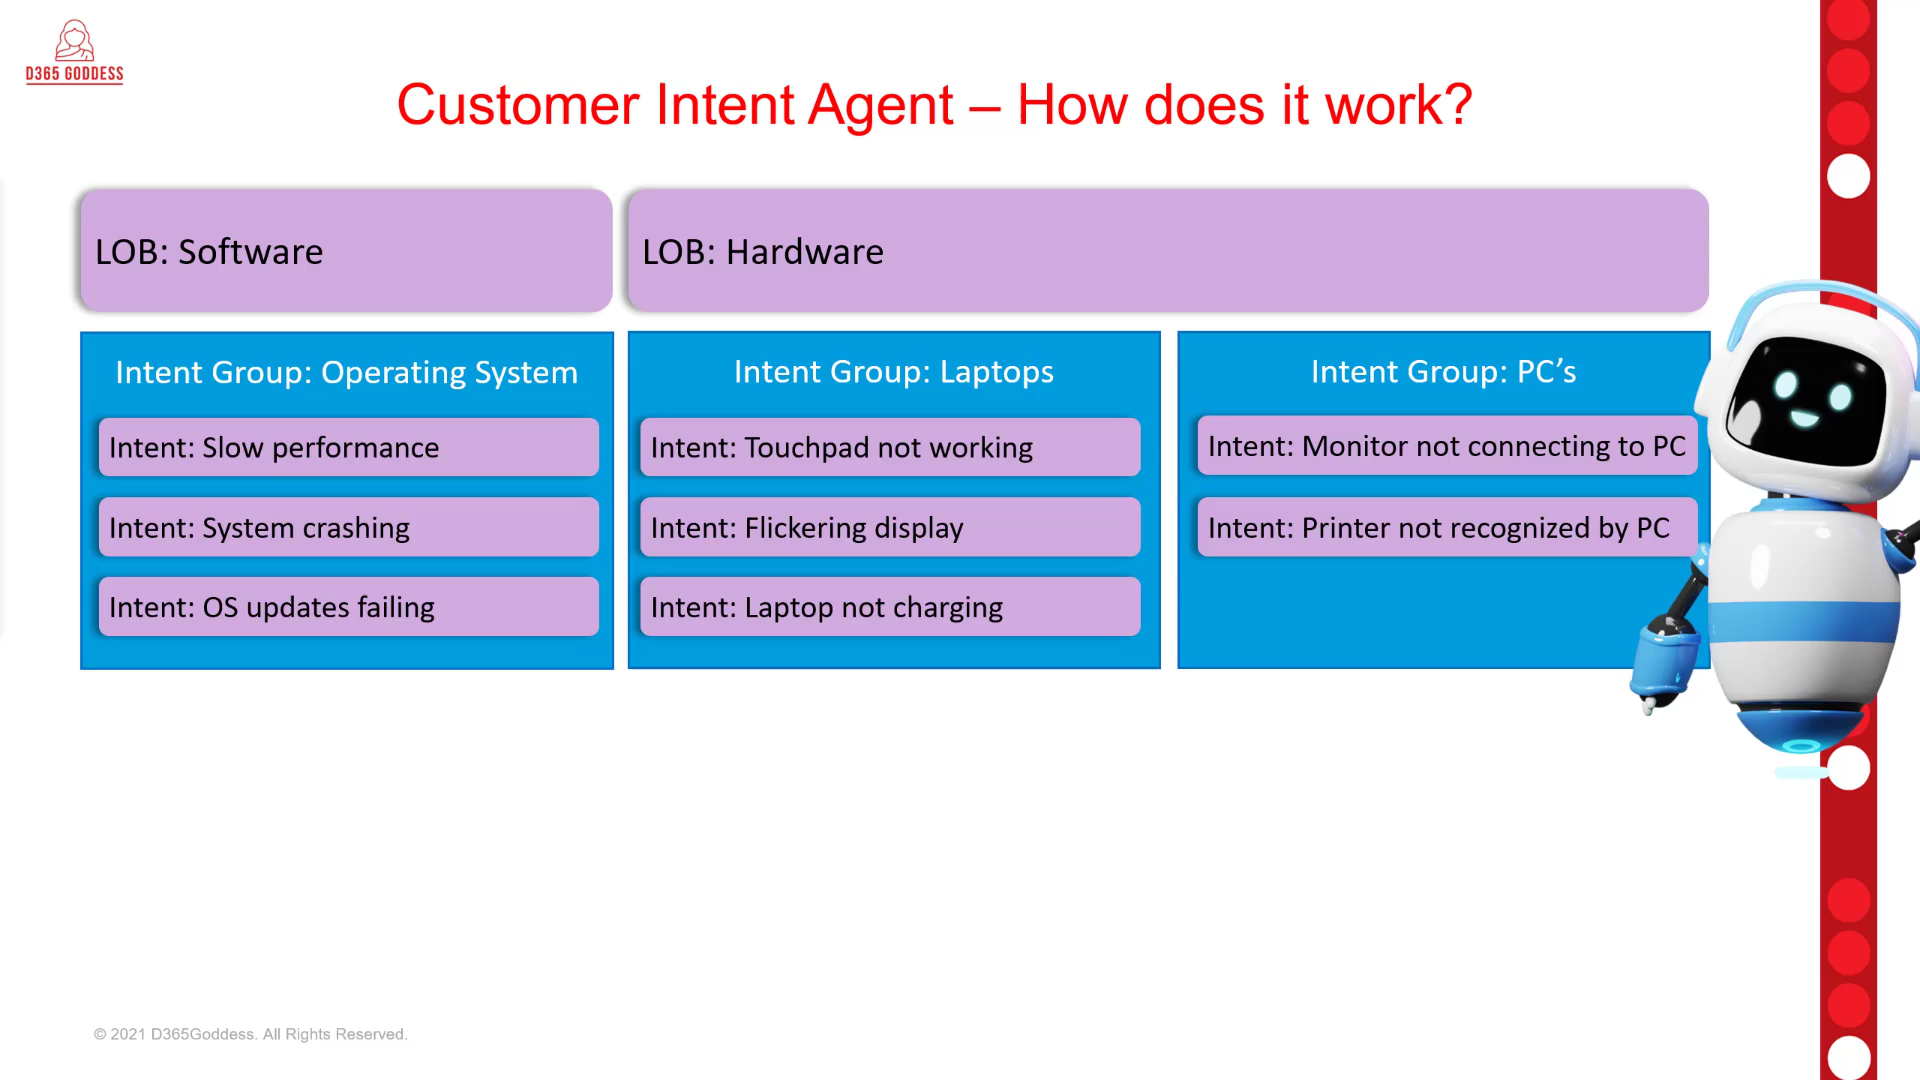 D365 GODDESS
Customer Intent Agent – How does it work?
LOB: Software
LOB: Hardware
Intent Group: Operating System
Intent: Slow performance
Intent: System crashing
Intent: OS updates failing
Intent Group: Laptops
Intent: Touchpad not working
Intent: Flickering display
Intent: Laptop not charging
Intent Group: PC’s
Intent: Monitor not connecting to PC
Intent: Printer not recognized by PC
© 2021 D365Goddess. All Rights Reserved.